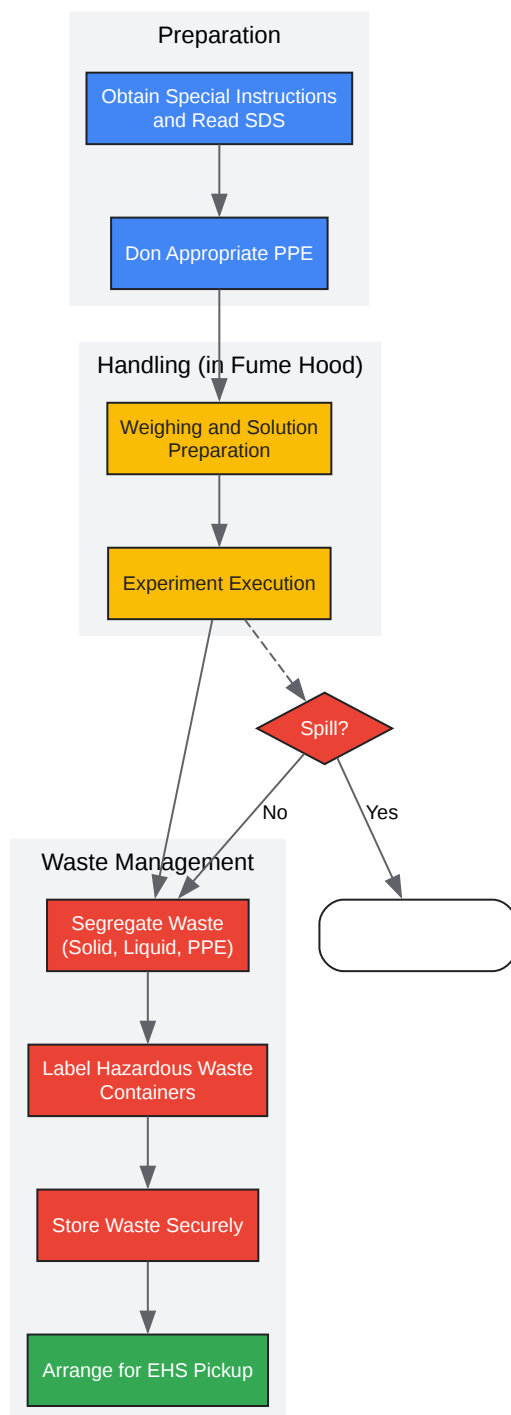 Preparation
Obtain Special Instructions
and Read SDS
Don Appropriate PPE
Handling (in Fume Hood)
Weighing and Solution
Preparation
Experiment Execution
Spill?
No
Yes
Waste Management
Segregate Waste
(Solid, Liquid, PPE)
Label Hazardous Waste
Containers
Store Waste Securely
Arrange for EHS Pickup